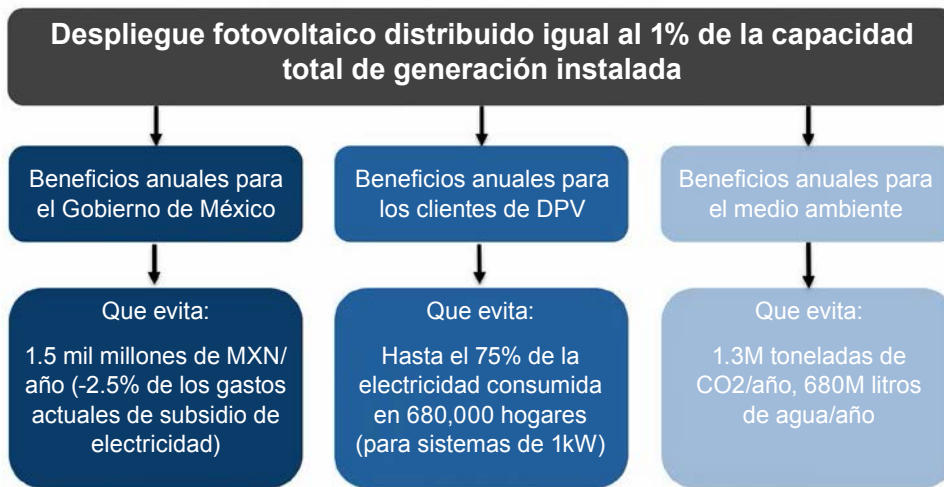 Despliegue fotovoltaico distribuido igual al 1% de la capacidad
total de generación instalada
Beneficios anuales para
el Gobierno de México
Beneficios anuales para
los clientes de DPV
Beneficios anuales para
el medio ambiente
Que evita:
1.5 mil millones de MXN/
año (-2.5% de los gastos
actuales de subsidio de
electricidad)
Que evita:
Hasta el 75% de la
electricidad consumida
en 680,000 hogares
(para sistemas de 1kW)
Que evita:
1.3M toneladas de
CO2/año, 680M litros
de agua/año